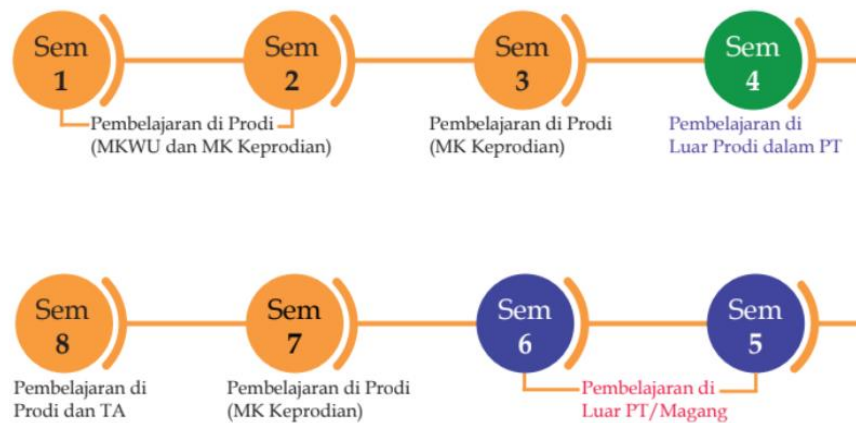 Sem
1
Sem
2
Sem
3
Sem
4
Pembelajaran di Prodi
(MKWU dan MK Keprodian)
Pembelajaran di Prodi
(MK Keprodian)
Pembelajaran di
Luar Prodi dalam PT
Sem
8
Sem
7
Sem
6
Sem
5
Pembelajaran di
Prodi dan TA
Pembelajaran di Prodi
(MK Keprodian)
Pembelajaran di
Luar PT/Magang